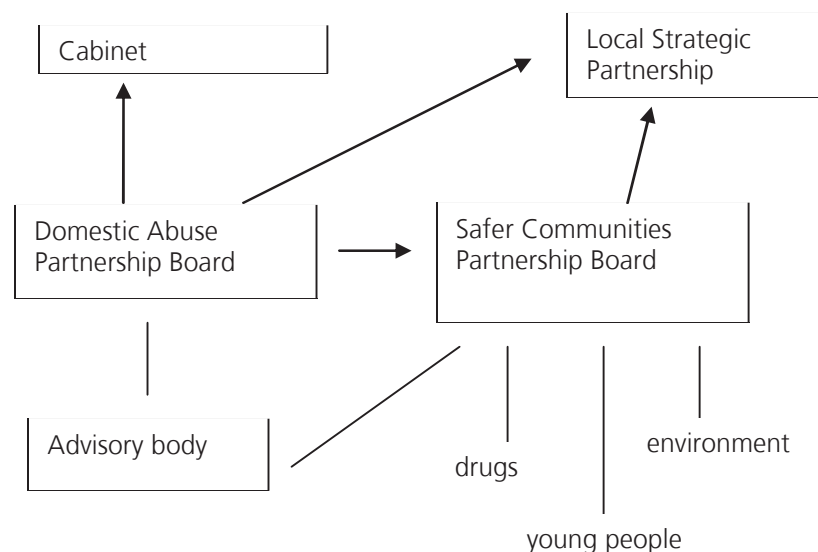 Cabinet
Local Strategic
Partnership
Domestic Abuse
Partnership Board
Safer Communities
Partnership Board
Advisory body
drugs
environment
young people